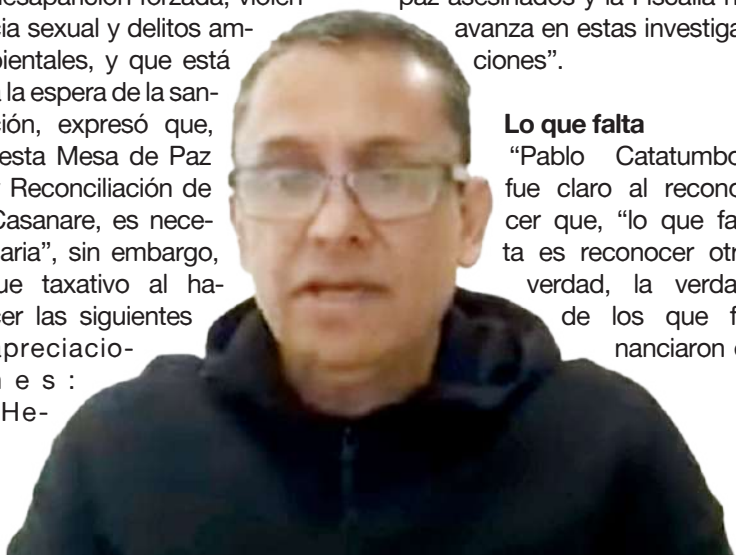 desaparición forzada, violen
cia sexual y delitos am-
bientales, y que está
a la espera de la san-
ción, expresó que,
esta Mesa de Paz
y Reconciliación de
Casanare, es nece-
saria”, sin embargo,
fue taxativo al ha-
cer las siguientes
apreciacio-
n e s :
He-
paz asesinados y la Fiscalía n
avanza en estas investiga
ciones”.
Lo que falta
“Pablo Catatumbo
fue claro al recono
cer que, “lo que fa
ta es reconocer otr
verdad, la verda
de los que f
nanciaron